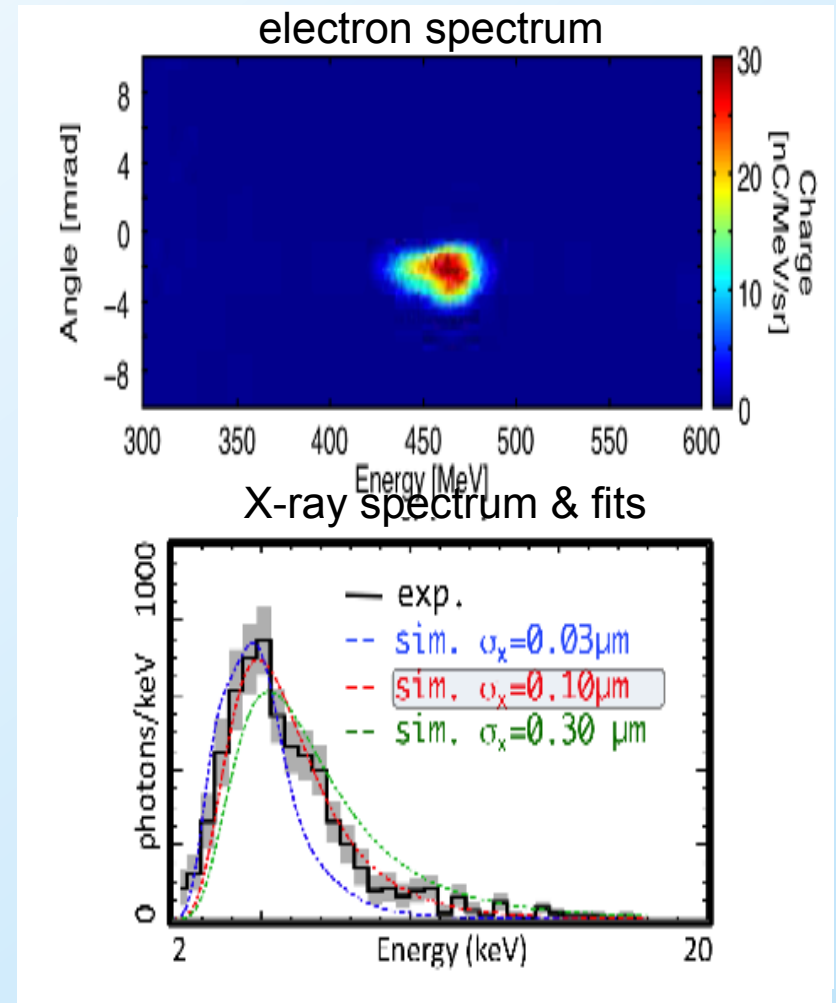 electron spectrum
Angle [mrad]
8
4
0
−4
−8
300 350 400 450 500 550 600
Energy [MeV]
30
20
10
0
Charge
[nC/MeV/sr]
X-ray spectrum & fits
photons/keV
1000
0
exp.
sim. σx=0.03µm
sim. σx=0.10µm
sim. σx=0.30 µm
2 20
Energy (keV)